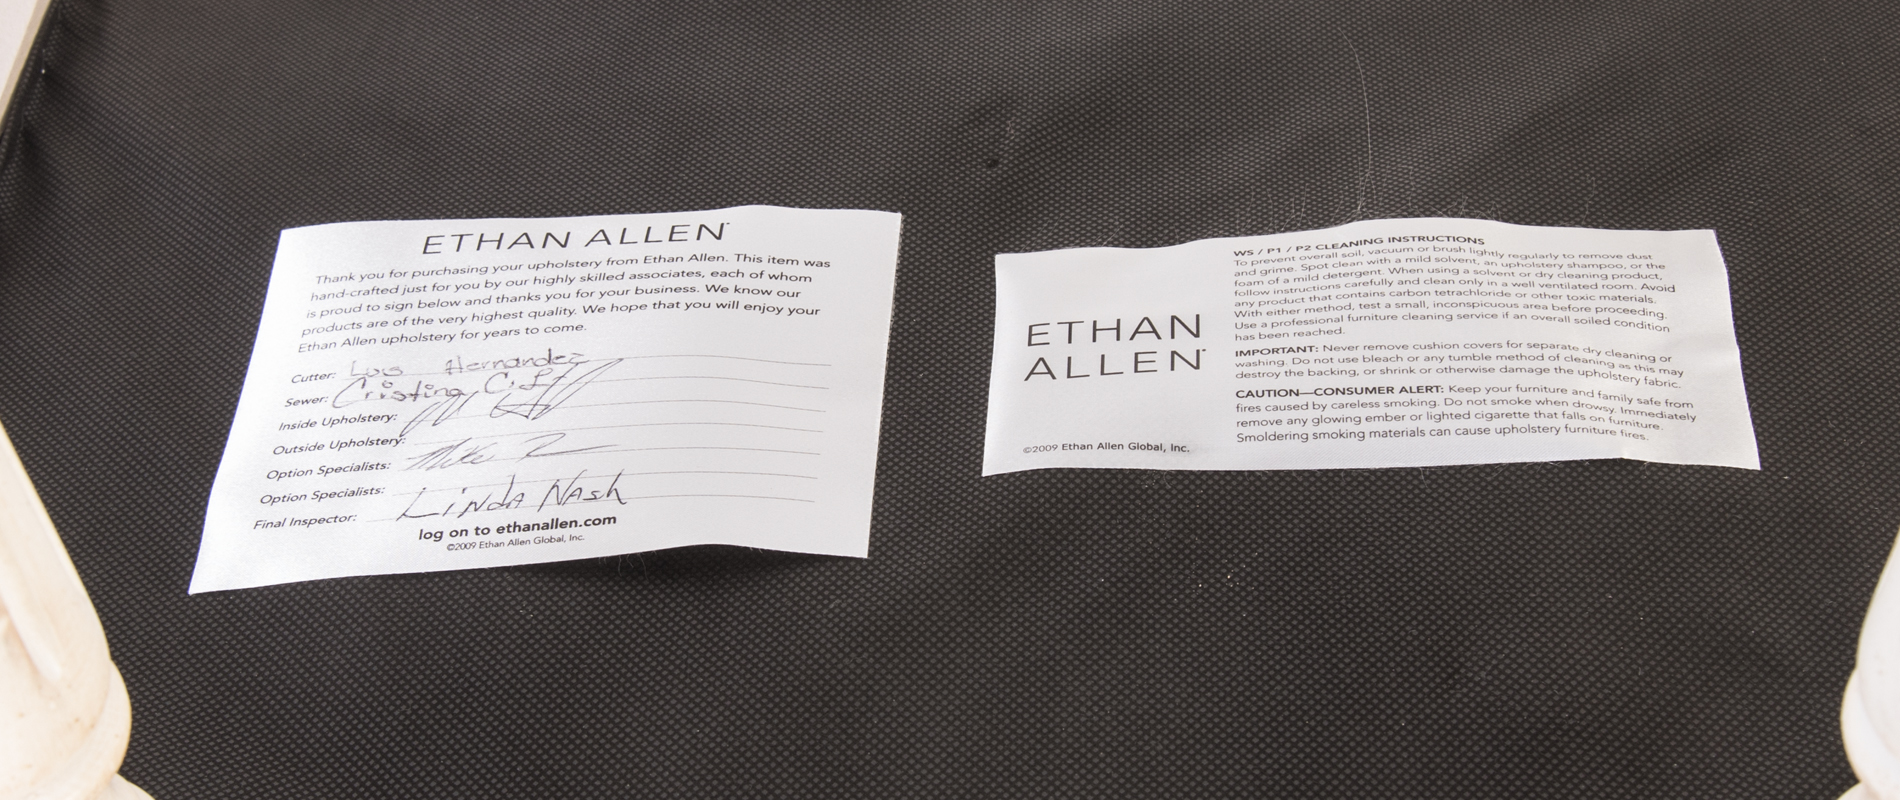 ETHAN ALLEN
Thank you for purchasing your upholstery from Ethan Allen. This item was
hand-crafted just for you by our highly skilled associates, each of whom
is proud to sign below and thanks you for your business. We know our
products are of the very highest quality. We hope that you will enjoy your
Ethan Allen upholstery for years to come.
Cutter: Luis Hernandez
Sewer: Cristina C.
Inside Upholstery:
Outside Upholstery:
Option Specialists: Mike
Option Specialists:
Final Inspector: Linda Nash
log on to ethanallen.com
©2009 Ethan Allen Global, Inc.
ETHAN
ALLEN
©2009 Ethan Allen Global, Inc.
WS / P1 / P2 CLEANING INSTRUCTIONS
To prevent overall soil, vacuum or brush lightly regularly to remove dust
and grime. Spot clean with a mild solvent, an upholstery shampoo, or the
foam of a mild detergent. When using a solvent or dry cleaning product,
follow instructions carefully and clean only in a well ventilated room. Avoid
any product that contains carbon tetrachloride or other toxic materials.
With either method, test a small, inconspicuous area before proceeding.
Use a professional furniture cleaning service if an overall soiled condition
has been reached.
IMPORTANT: Never remove cushion covers for separate dry cleaning or
washing. Do not use bleach or any tumble method of cleaning as this may
destroy the backing, or shrink or otherwise damage the upholstery fabric.
CAUTION—CONSUMER ALERT: Keep your furniture and family safe from
fires caused by careless smoking. Do not smoke when drowsy. Immediately
remove any glowing ember or lighted cigarette that falls on furniture.
Smoldering smoking materials can cause upholstery furniture fires.